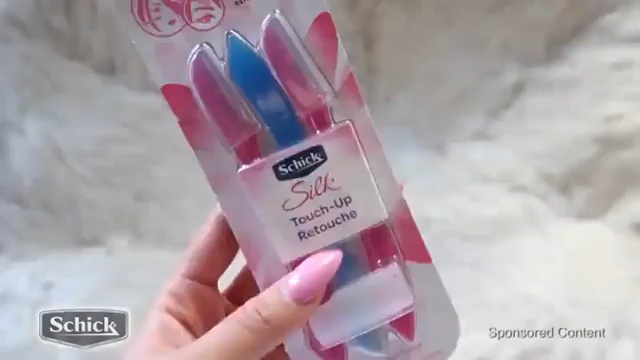 Schick
Silk
Touch-Up
Retouche
Schick
Sponsored Content